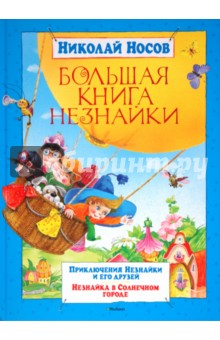 Николай Носов
БОЛЬШАЯ
КНИГА
НЕЗНАЙКИ
Приключения Незнайки
и его друзей
Незнайка в Солнечном
городе